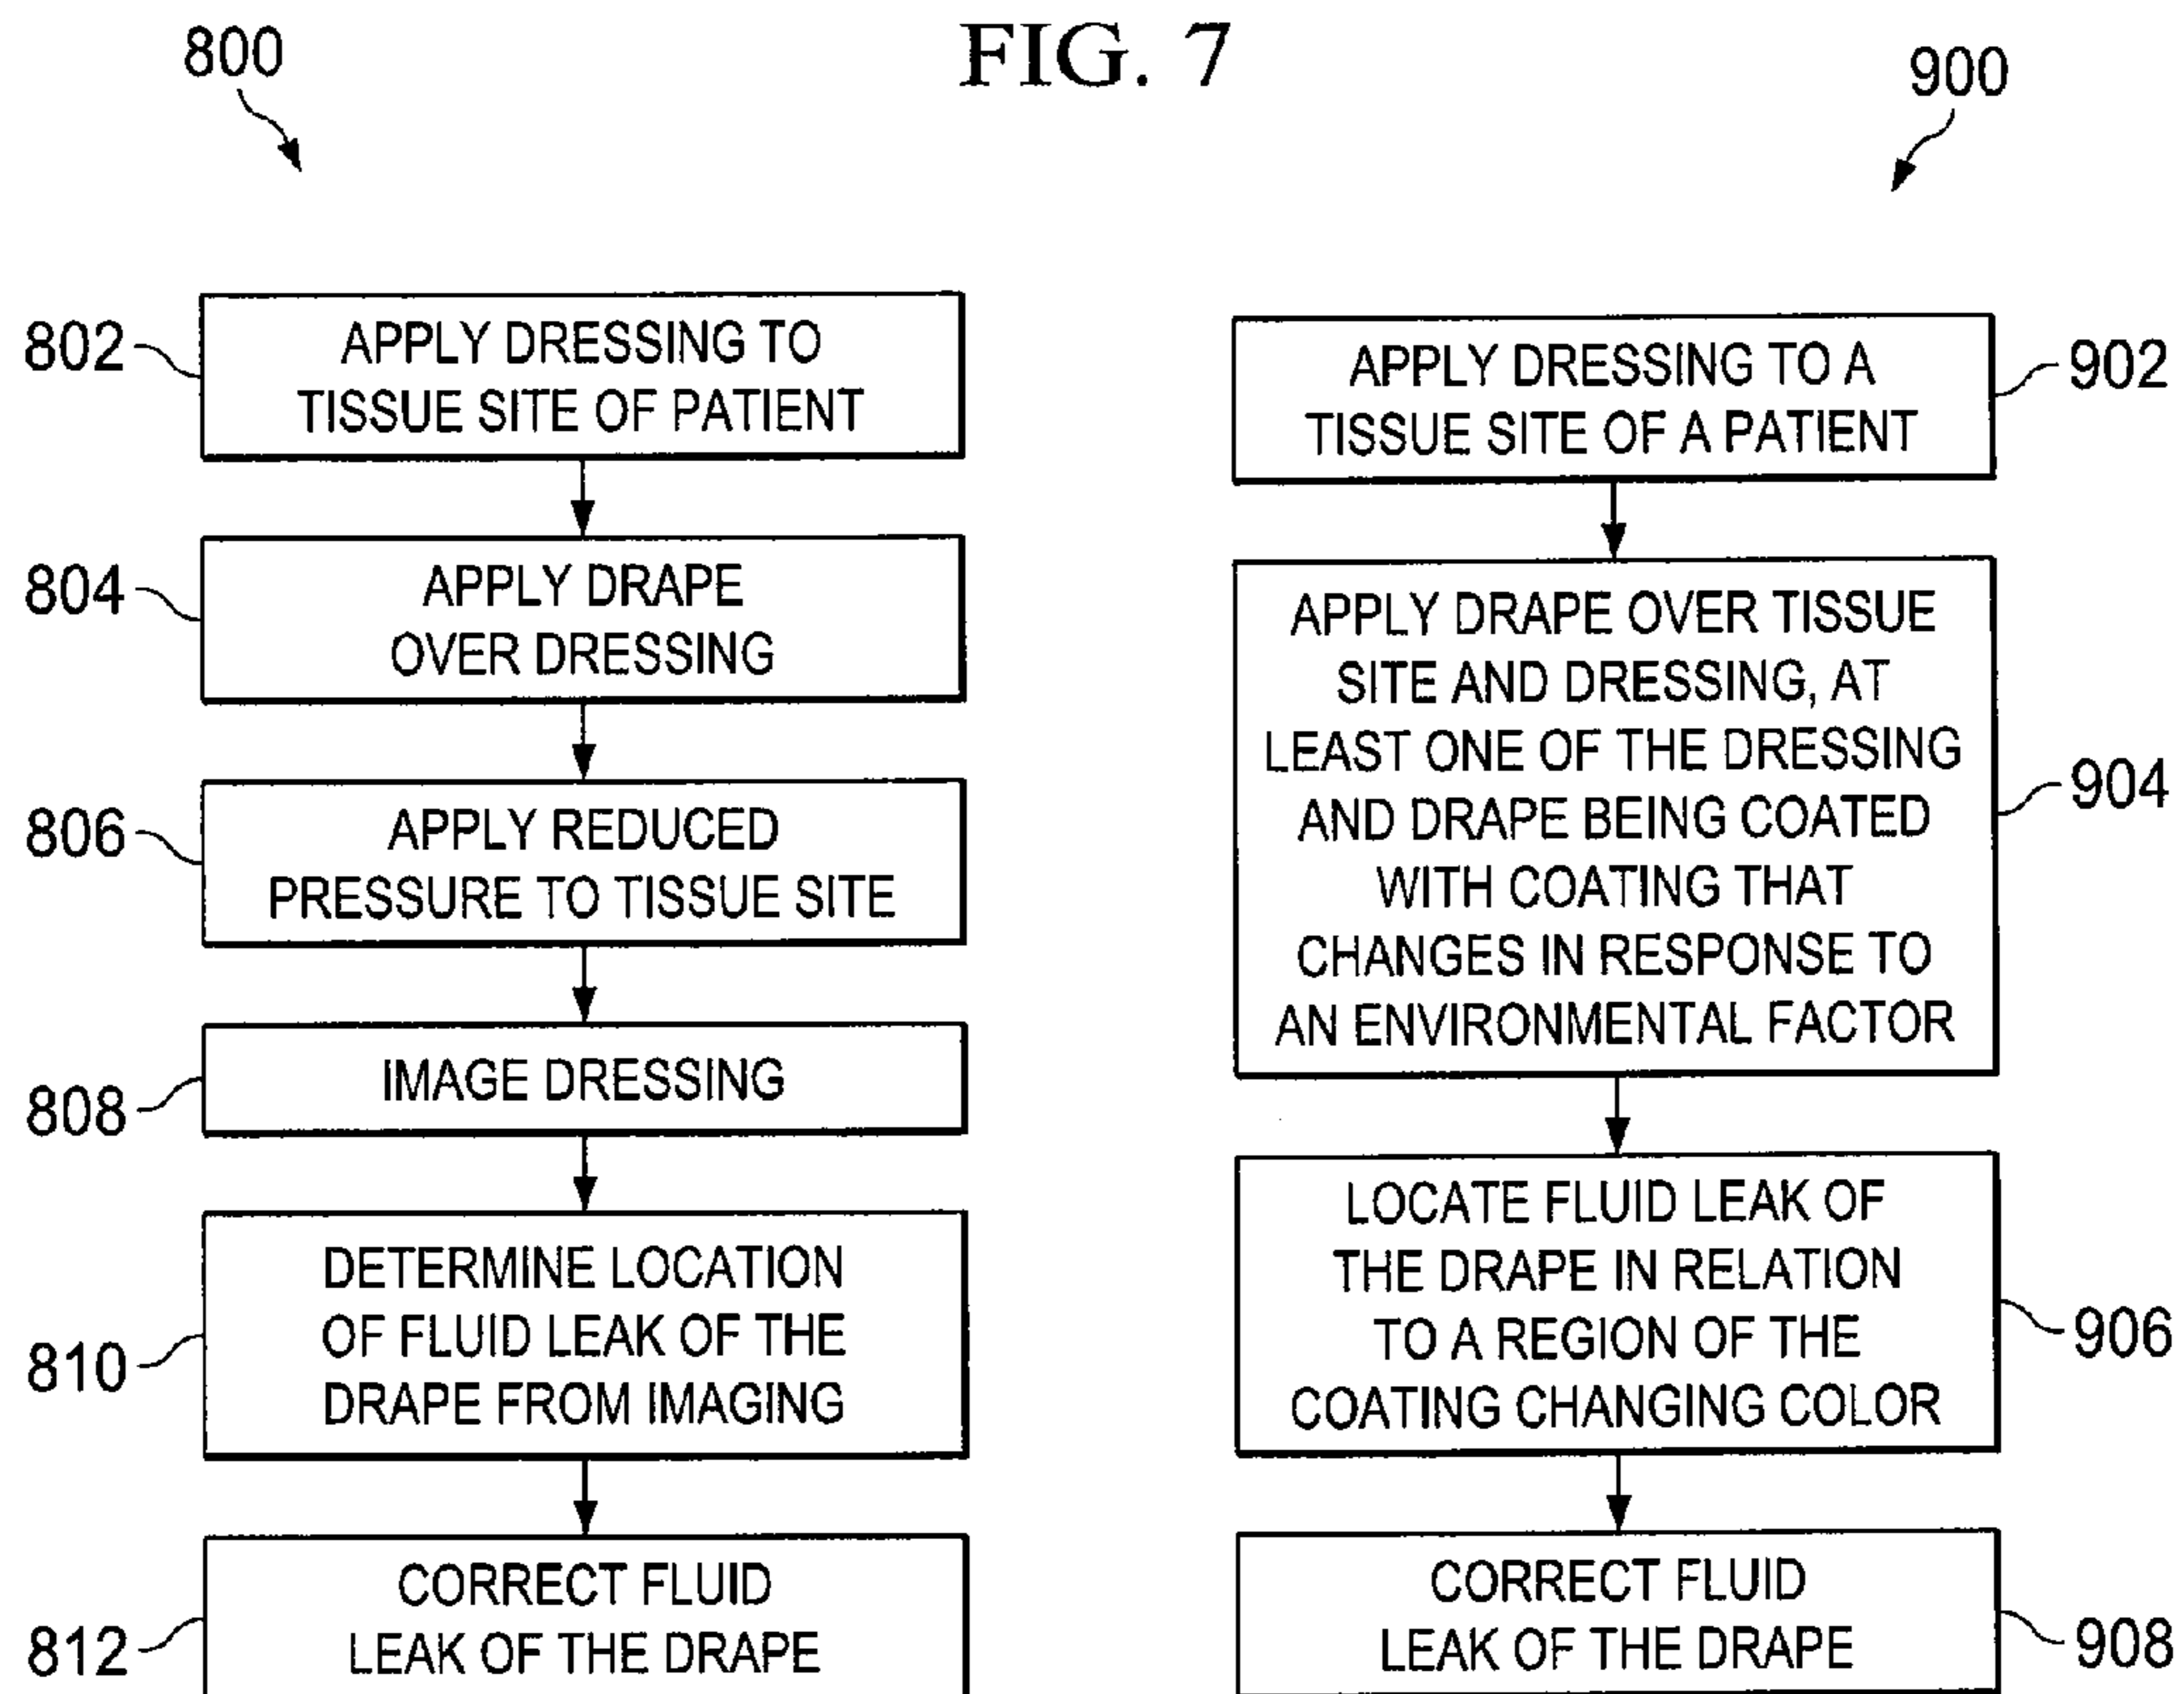 FIG. 7
800
802
APPLY DRESSING TO
TISSUE SITE OF PATIENT
804
APPLY DRAPE
OVER DRESSING
806
APPLY REDUCED
PRESSURE TO TISSUE SITE
808
IMAGE DRESSING
810
DETERMINE LOCATION
OF FLUID LEAK OF THE
DRAPE FROM IMAGING
812
CORRECT FLUID
LEAK OF THE DRAPE
900
APPLY DRESSING TO A
TISSUE SITE OF A PATIENT
902
APPLY DRAPE OVER TISSUE
SITE AND DRESSING, AT
LEAST ONE OF THE DRESSING
AND DRAPE BEING COATED
WITH COATING THAT
CHANGES IN RESPONSE TO
AN ENVIRONMENTAL FACTOR
904
LOCATE FLUID LEAK OF
THE DRAPE IN RELATION
TO A REGION OF THE
COATING CHANGING COLOR
906
CORRECT FLUID
LEAK OF THE DRAPE
908